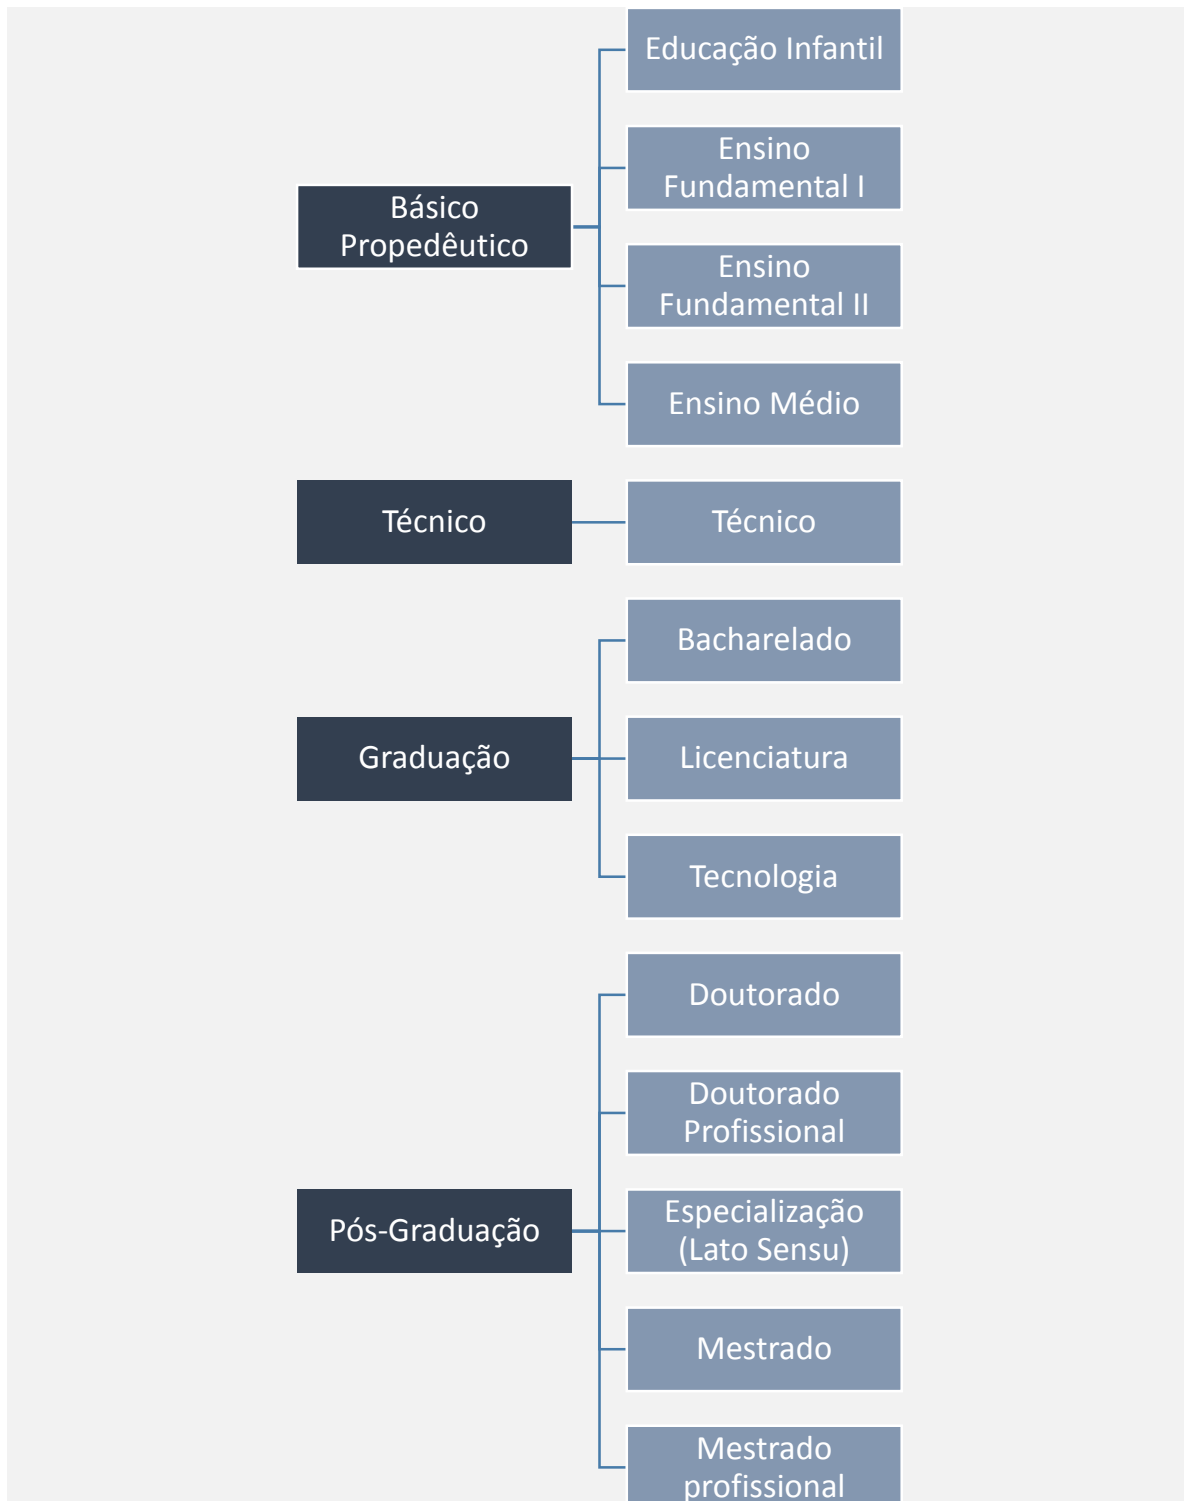 Educação Infantil
Ensino
Fundamental I
Básico
Propedêutico
Ensino
Fundamental II
Ensino Médio
Técnico
Técnico
Bacharelado
Graduação
Licenciatura
Tecnologia
Doutorado
Doutorado
Profissional
Pós-Graduação
Especialização
(Lato Sensu)
Mestrado
Mestrado
profissional